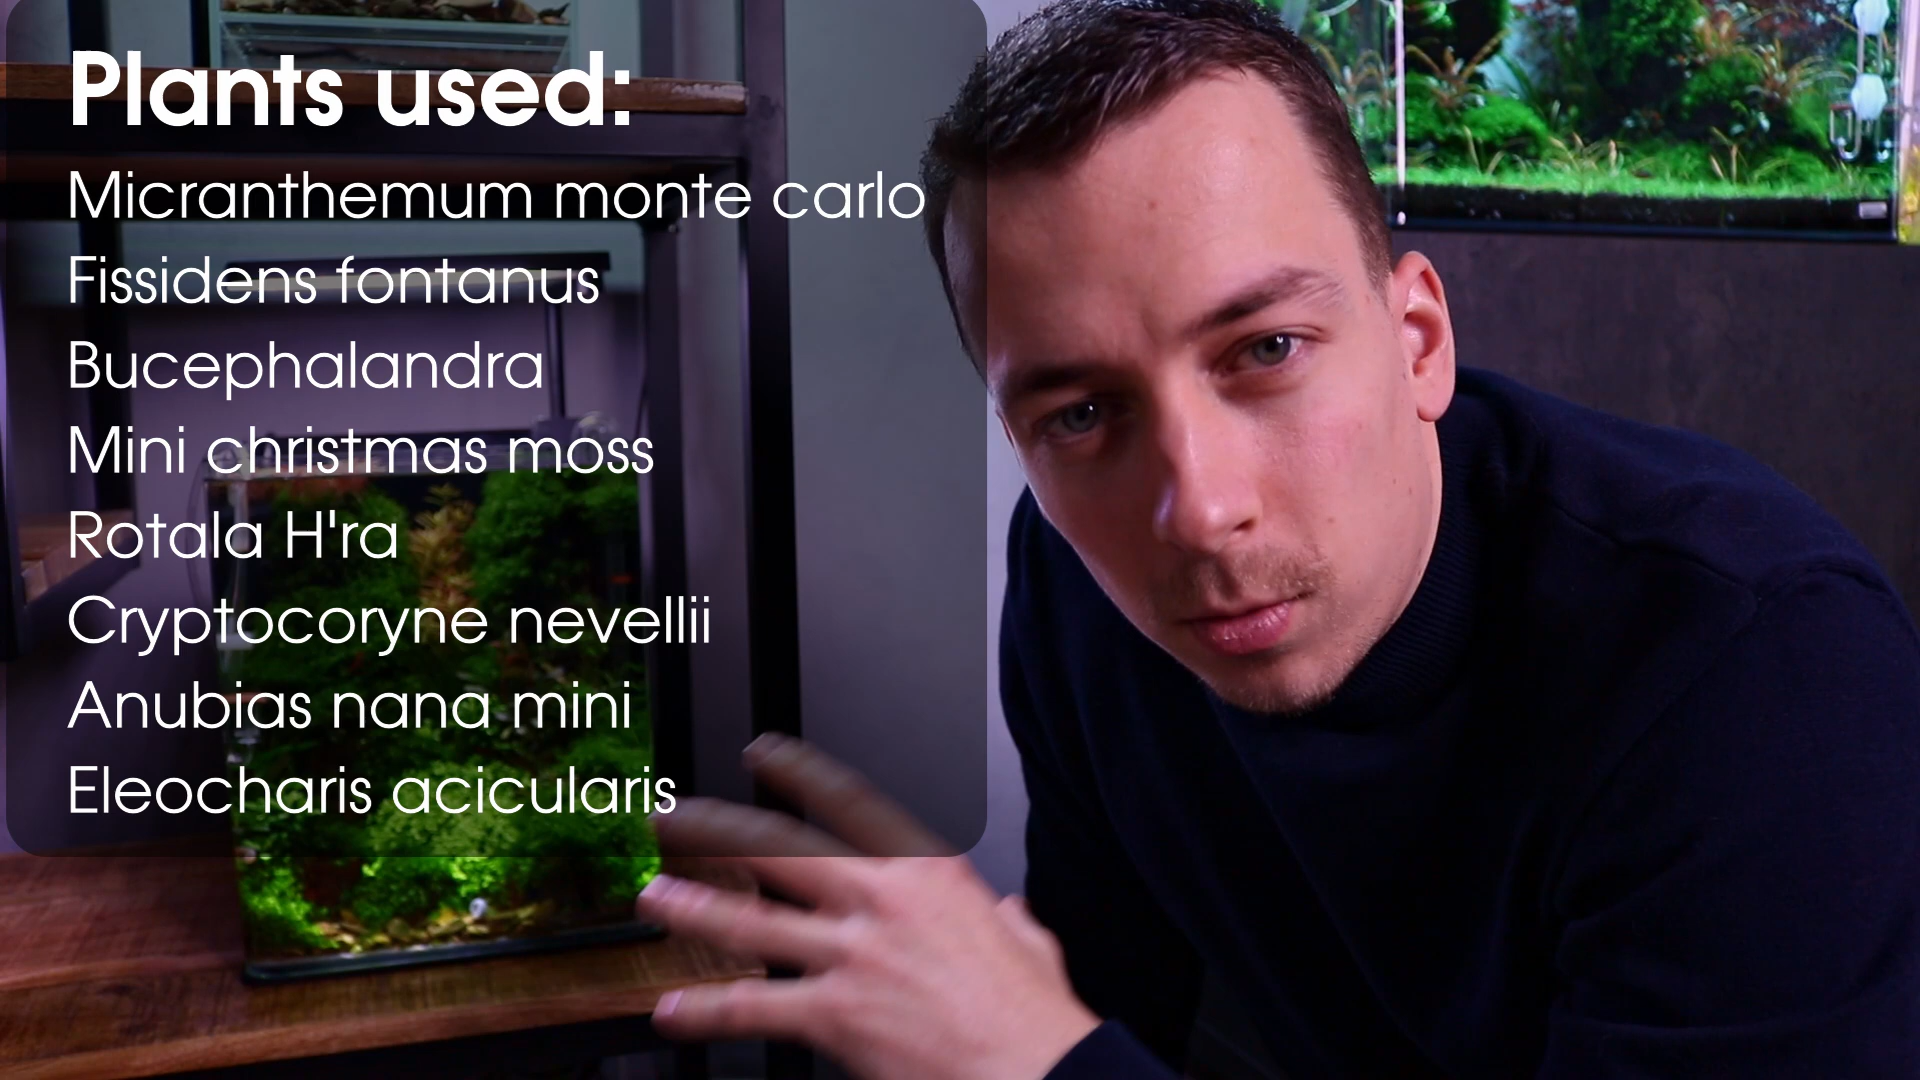 Plants used:
Micranthemum monte carlo
Fissidens fontanus
Bucephalandra
Mini christmas moss
Rotala H'ra
Cryptocoryne nevellii
Anubias nana mini
Eleocharis acicularis